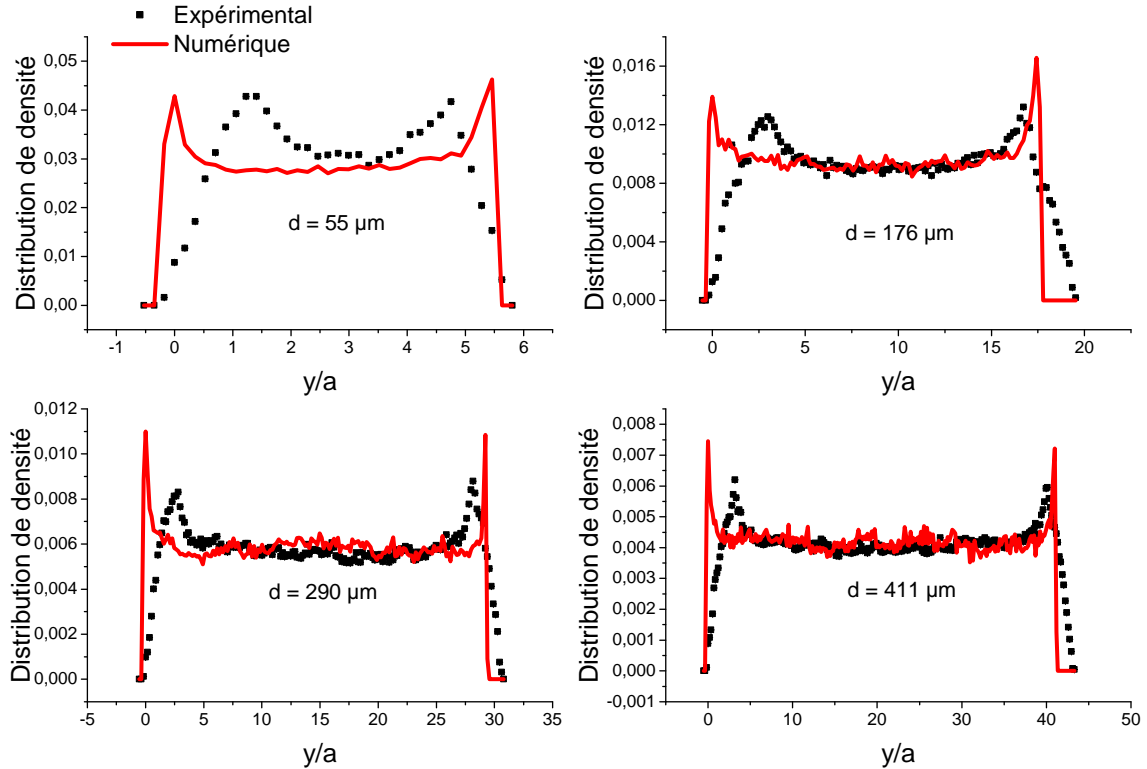 Expérimental
Numérique
0,05
0,04
0,03
0,02
0,01
0,00
Distribution de densité
d = 55 µm
-1 0 1 2 3 4 5 6
y/a
0,016
0,012
0,008
0,004
0,000
Distribution de densité
d = 176 µm
0 5 10 15 20
y/a
0,012
0,010
0,008
0,006
0,004
0,002
0,000
Distribution de densité
d = 290 µm
-5 0 5 10 15 20 25 30 35
y/a
0,008
0,007
0,006
0,005
0,004
0,003
0,002
0,001
0,000
-0,001
Distribution de densité
d = 411 µm
0 10 20 30 40 50
y/a